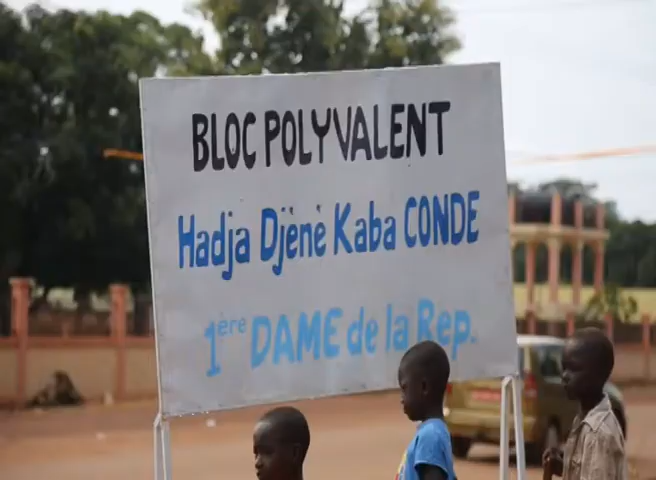 BLOC POLYVALENT
Hadja Djènè Kaba CONDE
1ère DAME de la Rep.